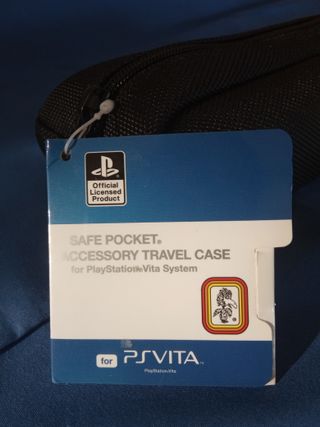 Official
Licensed
Product
SAFE POCKET®
ACCESSORY TRAVEL CASE
for PlayStation®Vita System
for PSVITA
PlayStation®Vita